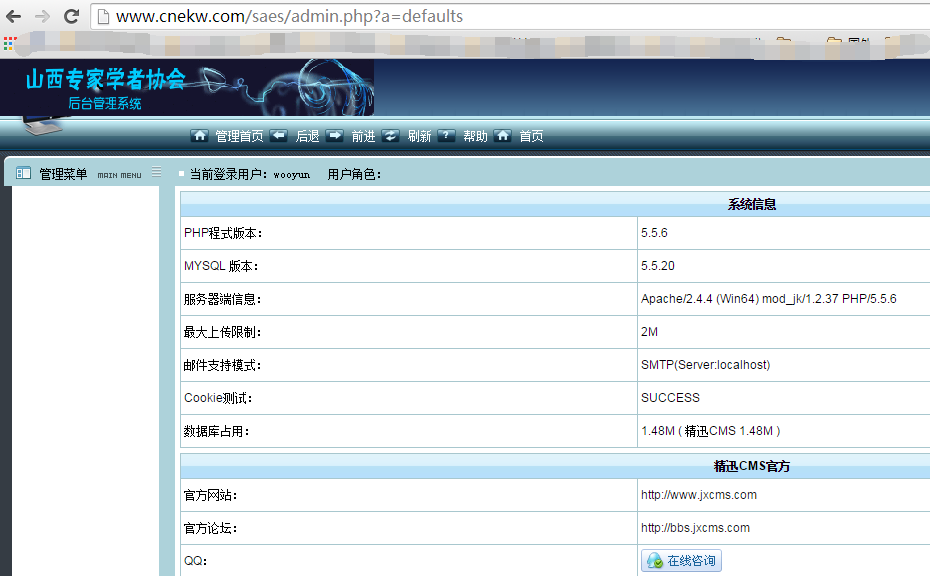 www.cnekw.com/saes/admin.php?a=defaults
山西专家学者协会
后台管理系统
管理首页 后退 前进 刷新 ? 帮助 首页
管理菜单 MAIN MENU
当前登录用户：wooyun 用户角色：
系统信息
PHP程式版本： 5.5.6
MYSQL 版本： 5.5.20
服务器端信息： Apache/2.4.4 (Win64) mod_jk/1.2.37 PHP/5.5.6
最大上传限制： 2M
邮件支持模式： SMTP(Server:localhost)
Cookie测试： SUCCESS
数据库占用： 1.48M ( 精迅CMS 1.48M )
精迅CMS官方
官方网站： http://www.jxcms.com
官方论坛： http://bbs.jxcms.com
QQ： 在线咨询